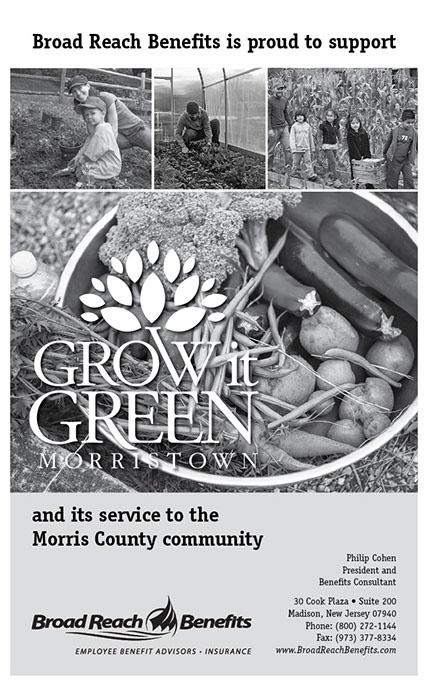 Broad Reach Benefits is proud to support
GROW it
GREEN
MORRISTOWN
and its service to the
Morris County community
Philip Cohen
President and
Benefits Consultant
30 Cook Plaza • Suite 200
Madison, New Jersey 07940
Phone: (800) 272-1144
Fax: (973) 377-8334
www.BroadReachBenefits.com
Broad Reach Benefits
EMPLOYEE BENEFIT ADVISORS • INSURANCE